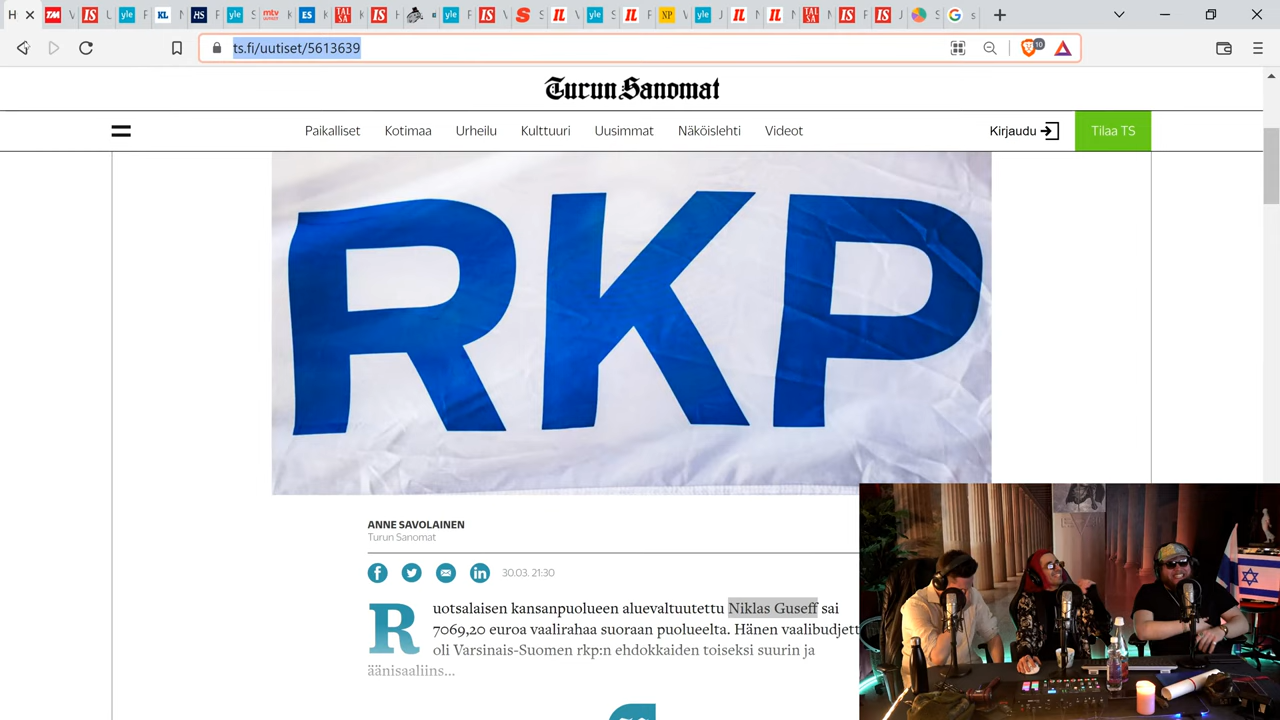 ts.fi/uutiset/5613639
10
Turun Sanomat
Paikalliset Kotimaa Urheilu Kulttuuri Uusimmat Näköislehti Videot
Kirjaudu
Tilaa TS
RKP
ANNE SAVOLAINEN
Turun Sanomat
30.03. 21:30
Ruotsalaisen kansanpuolueen aluevaltuutettu Niklas Guseff sai
7069,20 euroa vaalirahaa suoraan puolueelta. Hänen vaalibudjett
oli Varsinais-Suomen rkp:n ehdokkaiden toiseksi suurin ja
äänisaaliins...